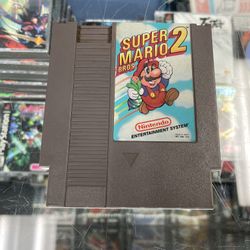 SUPER
MARIO 2
BROS
Nintendo
ENTERTAINMENT SYSTEM